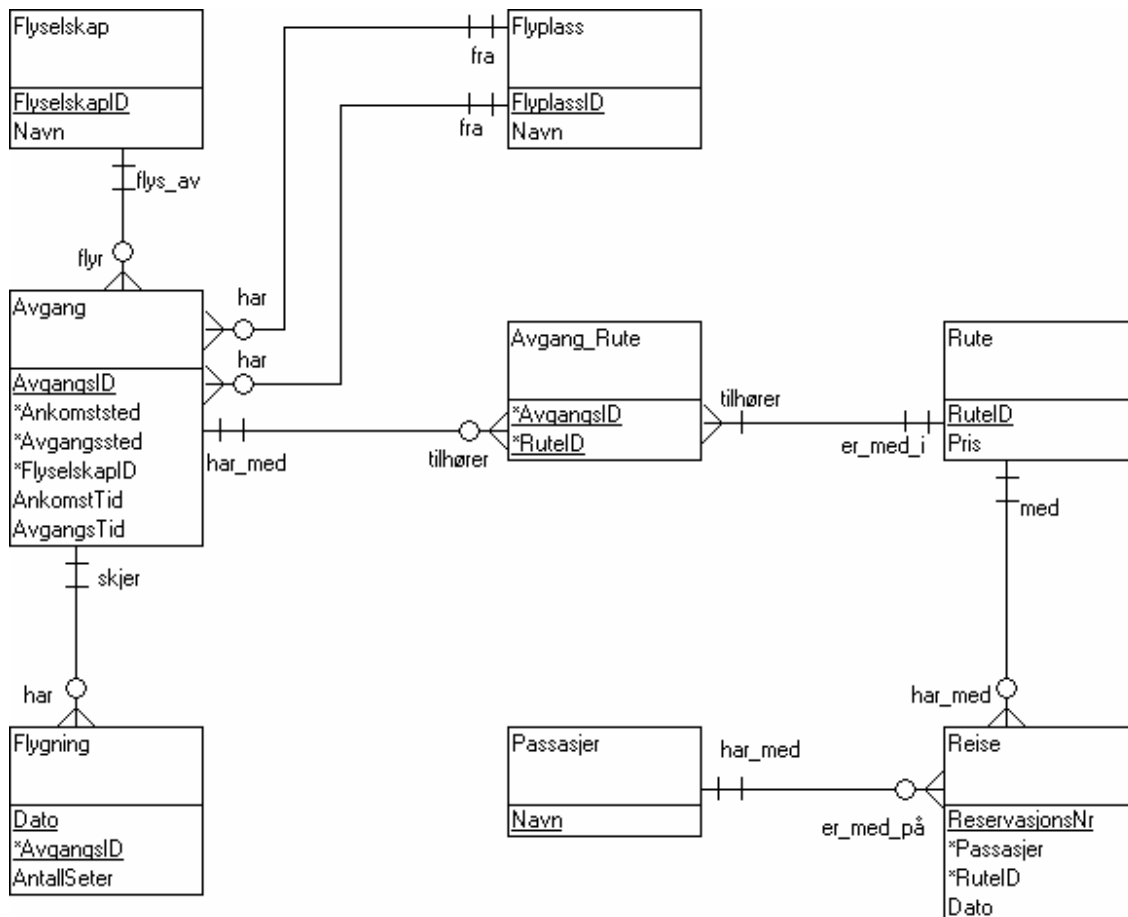 Flyselskap
FlyselskapID
Navn
Flyplass
FlyplassID
Navn
fra
fra
flys_av
flyr
har
har
Avgang
AvgangsID
*Ankomststed
*Avgangssted
*FlyselskapID
AnkomstTid
AvgangsTid
har_med
tilhører
Avgang_Rute
*AvgangsID
*RuteID
tilhører
er_med_i
Rute
RuteID
Pris
med
skjer
har
Flygning
Dato
*AvgangsID
AntallSeter
Passasjer
Navn
har_med
er_med_på
har_med
Reise
ReservasjonsNr
*Passasjer
*RuteID
Dato